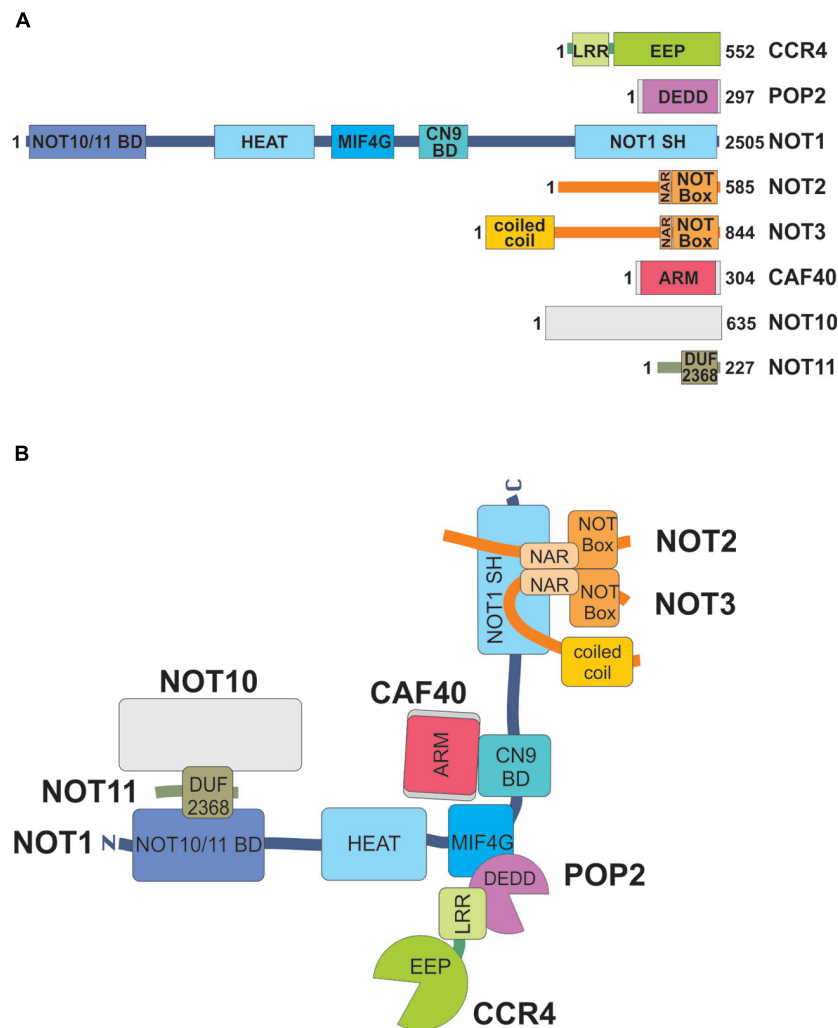 A
1 LRR EEP 552 CCR4
1 DEDD 297 POP2
1 NOT10/11 BD HEAT MIF4G CN9 BD NOT1 SH 2505 NOT1
1 NAR NOT Box 585 NOT2
1 coiled coil NAR NOT Box 844 NOT3
1 ARM 304 CAF40
1 635 NOT10
1 DUF 2368 227 NOT11
B
C
NOT1 SH
NAR
NOT
Box
NOT2
NAR
NOT
Box
NOT3
coiled
coil
NOT10
CAF40
ARM
CN9
BD
NOT11
DUF
2368
NOT1
N
NOT10/11 BD
HEAT
MIF4G
DEDD
POP2
LRR
EEP
CCR4